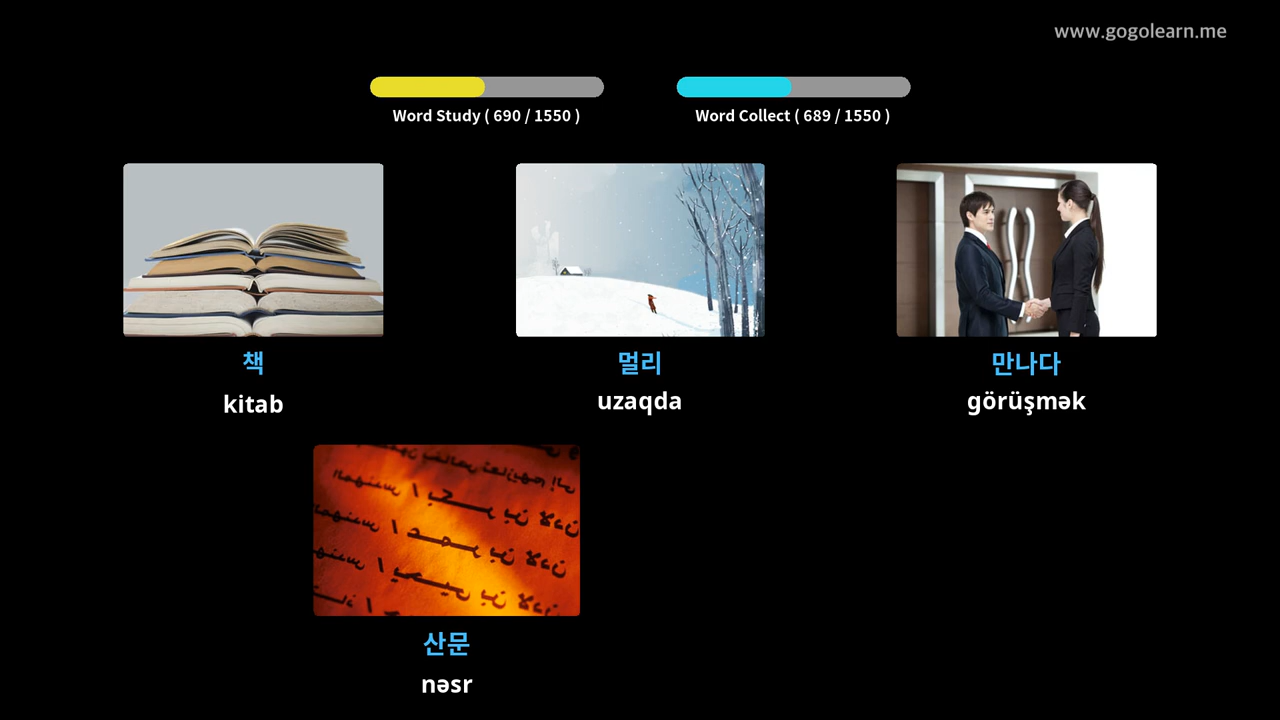 www.gogolearn.me
Word Study ( 690 / 1550 )
Word Collect ( 689 / 1550 )
책
kitab
멀리
uzaqda
만나다
görüşmək
산문
nəsr